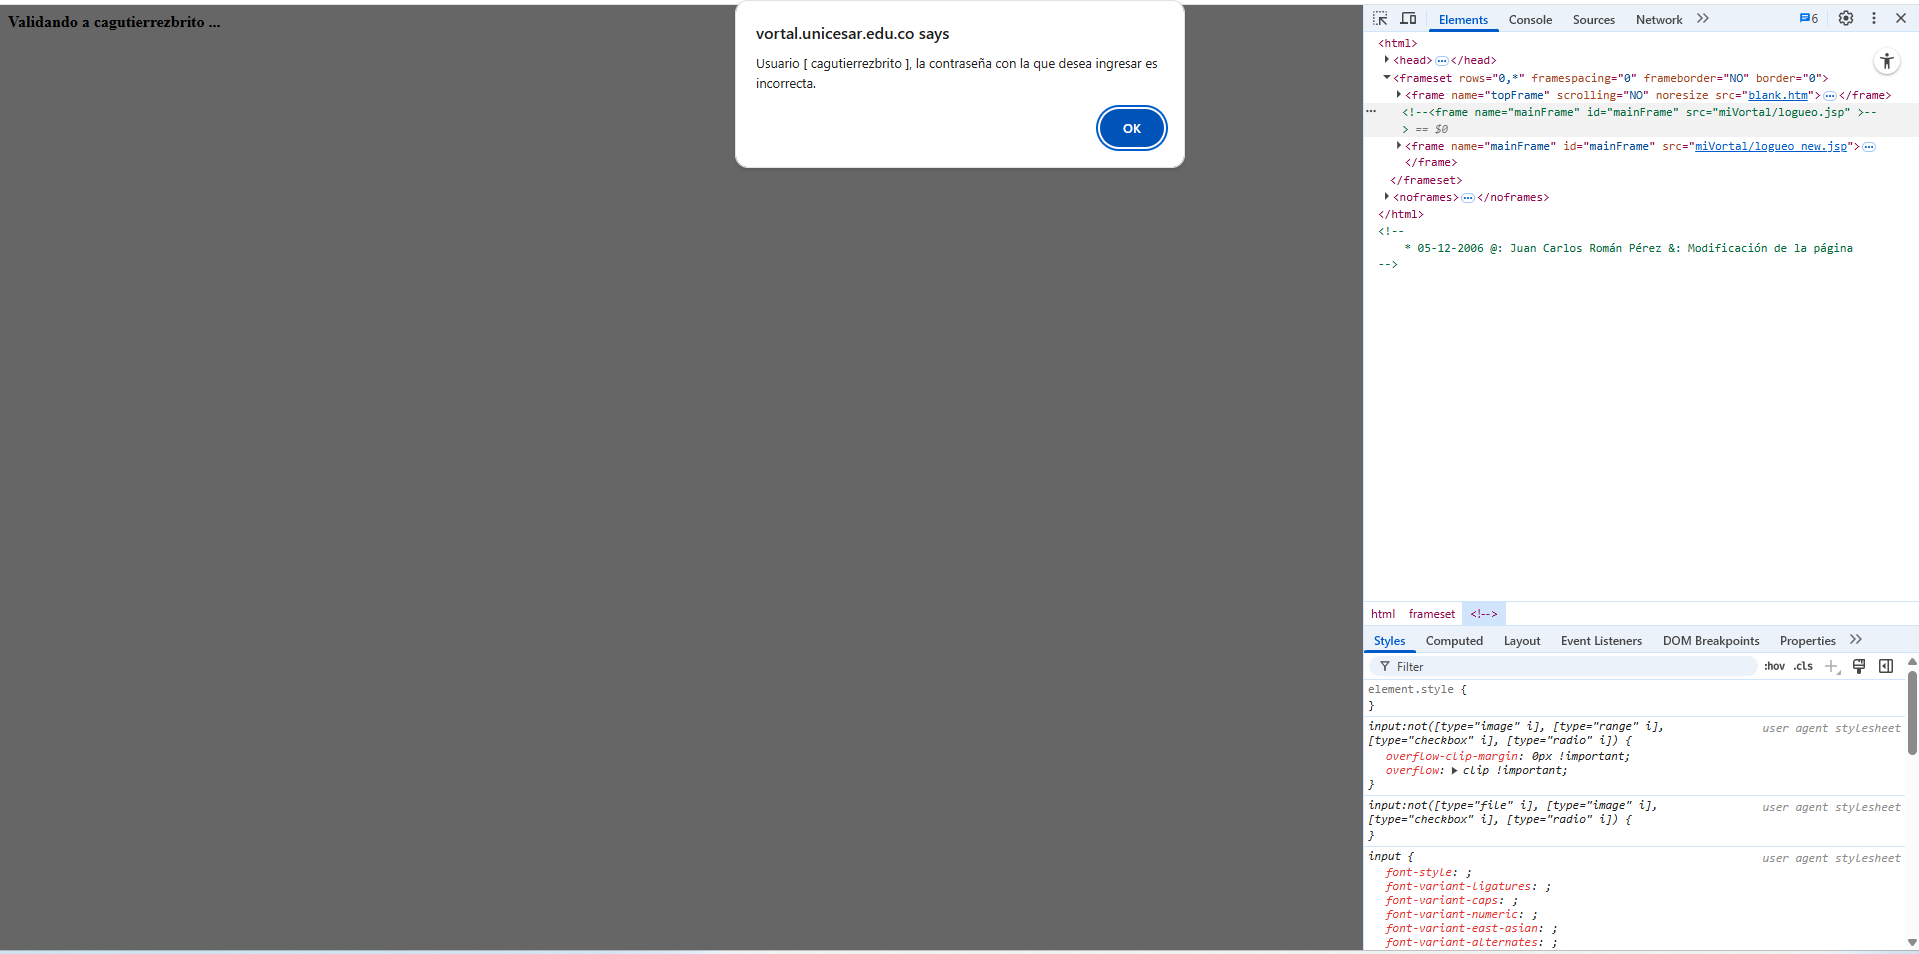 Validando a cagutierrezbrito ...
vortal.unicesar.edu.co says
Usuario [ cagutierrezbrito ], la contraseña con la que desea ingresar es
incorrecta.
OK
Elements Console Sources Network 6
<html>
<head> ... </head>
<frameset rows="0,*" framespacing="0" frameborder="NO" border="0">
<frame name="topFrame" scrolling="NO" noresize src="blank.htm"> ... </frame>
... <!--<frame name="mainFrame" id="mainFrame" src="miVortal/logueo.jsp" >--
> == $0
<frame name="mainFrame" id="mainFrame" src="miVortal/logueo_new.jsp"> ...
</frame>
</frameset>
<noframes> ... </noframes>
</html>
<!--
* 05-12-2006 @: Juan Carlos Román Pérez &: Modificación de la página
-->
html frameset <!-->
Styles Computed Layout Event Listeners DOM Breakpoints Properties
Filter :hov .cls
element.style {
}
input:not([type="image" i], [type="range" i], user agent stylesheet
[type="checkbox" i], [type="radio" i]) {
overflow-clip-margin: 0px !important;
overflow: clip !important;
}
input:not([type="file" i], [type="image" i], user agent stylesheet
[type="checkbox" i], [type="radio" i]) {
}
input { user agent stylesheet
font-style: ;
font-variant-ligatures: ;
font-variant-caps: ;
font-variant-numeric: ;
font-variant-east-asian: ;
font-variant-alternates: ;